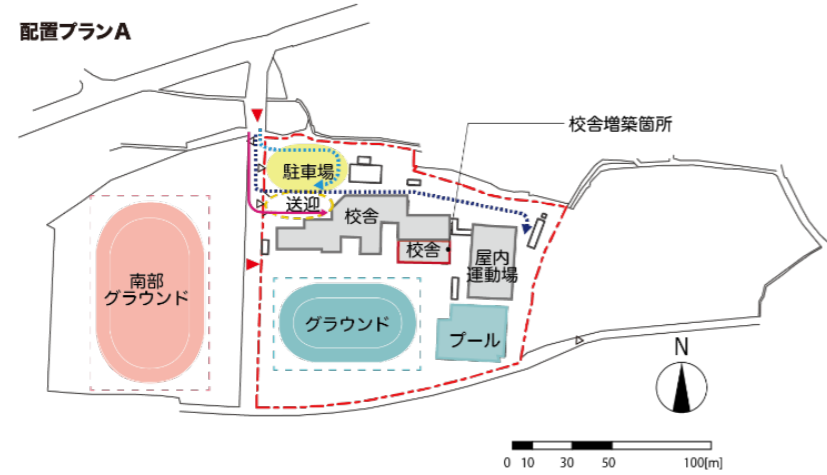 配置プランA
校舎増築箇所
駐車場
送迎
校舎
校舎
屋内
運動場
南部
グラウンド
グラウンド
プール
N
0 10 30 50 100[m]